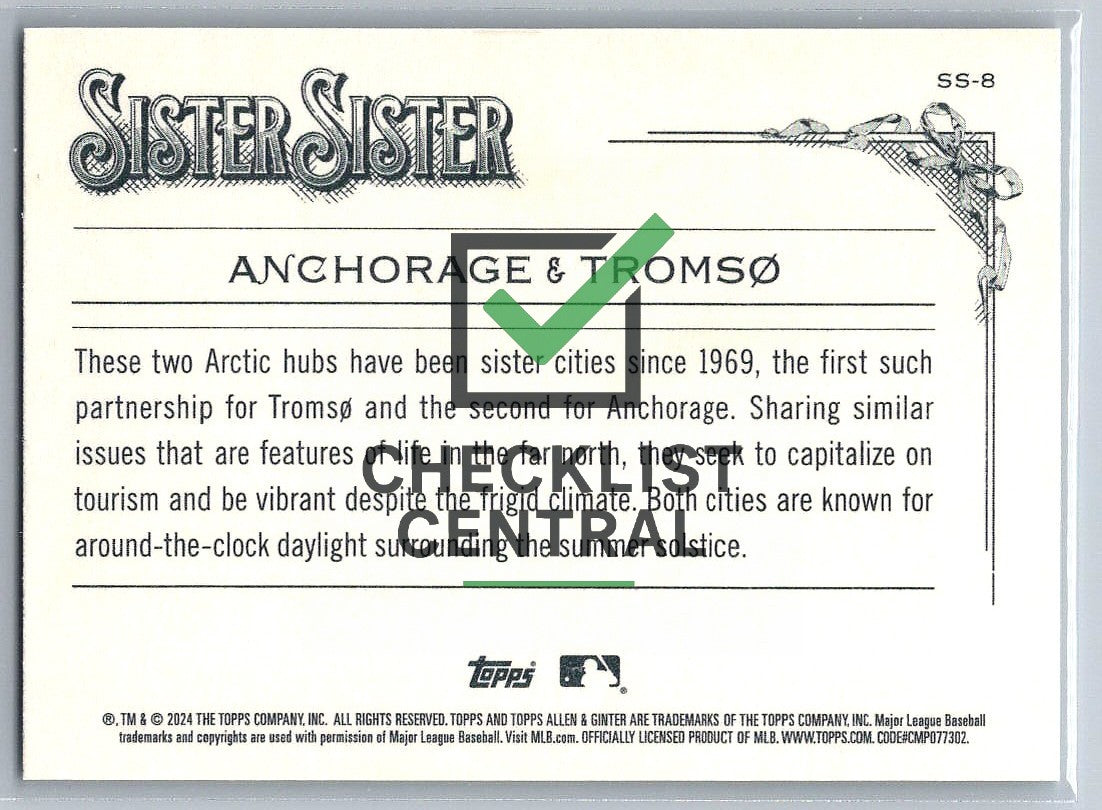 SISTER SISTER
SS-8
ANCHORAGE & TROMSØ
These two Arctic hubs have been sister cities since 1969, the first such
partnership for Tromsø and the second for Anchorage. Sharing similar
issues that are features of life in the far north, they seek to capitalize on
tourism and be vibrant despite the frigid climate. Both cities are known for
around-the-clock daylight surrounding the summer solstice.
CHECKLIST
CENTRAL
topps®
®
®, TM & © 2024 THE TOPPS COMPANY, INC. ALL RIGHTS RESERVED. TOPPS AND TOPPS ALLEN & GINTER ARE TRADEMARKS OF THE TOPPS COMPANY, INC. Major League Baseball
trademarks and copyrights are used with permission of Major League Baseball. Visit MLB.com. OFFICIALLY LICENSED PRODUCT OF MLB. WWW.TOPPS.COM. CODE#CMP077302.